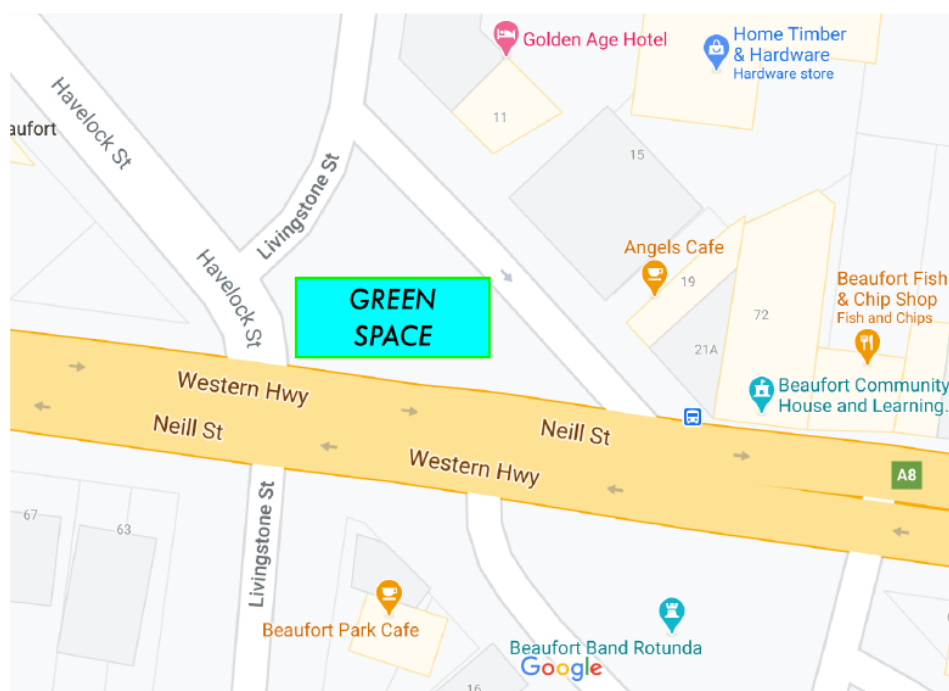 Golden Age Hotel
Home Timber
& Hardware
Hardware store
Havelock St
aufort
11
15
Livingstone St
Havelock St
Angels Cafe
19
GREEN
SPACE
Beaufort Fish
& Chip Shop
Fish and Chips
72
21A
Western Hwy
Beaufort Community
House and Learning.
Neill St
Neill St
Western Hwy
A8
67
63
Livingstone St
Beaufort Park Cafe
Beaufort Band Rotunda
Google
16